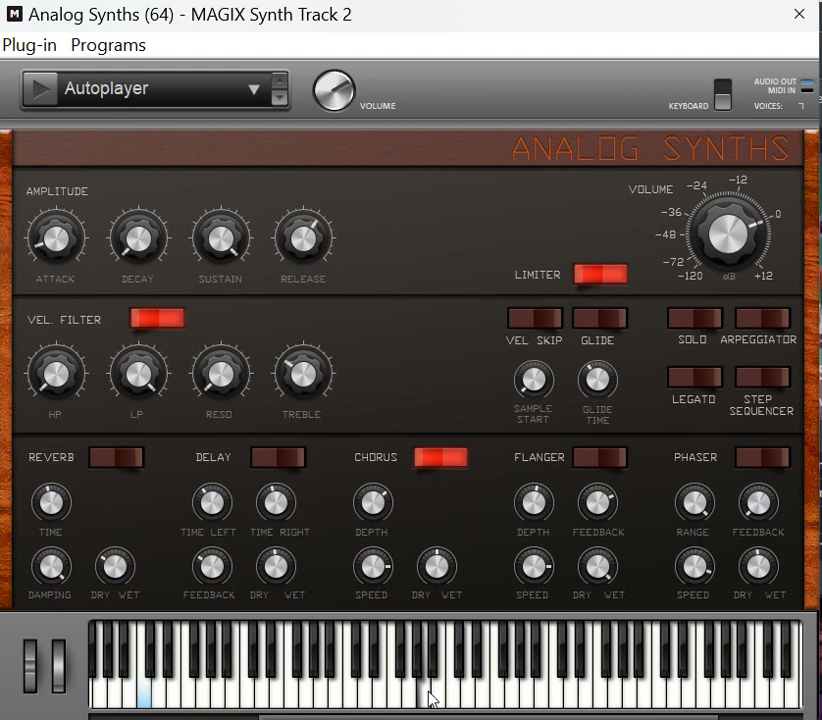 M Analog Synths (64) - MAGIX Synth Track 2
Plug-in Programs
Autoplayer
VOLUME
KEYBOARD
AUDIO OUT
MIDI IN
VOICES:
ANALOG SYNTHS
AMPLITUDE
ATTACK DECAY SUSTAIN RELEASE
LIMITER
VOLUME
-120 -72 -48 -36 -24 -12 0 +12
dB
VEL. FILTER
HP LP RESO TREBLE
VEL SKIP GLIDE
SAMPLE START
GLIDE TIME
SOLO ARPEGGIATOR
LEGATO STEP SEQUENCER
REVERB
TIME
DAMPING DRY WET
DELAY
TIME LEFT TIME RIGHT
FEEDBACK DRY WET
CHORUS
DEPTH
SPEED DRY WET
FLANGER
DEPTH FEEDBACK
SPEED DRY WET
PHASER
RANGE FEEDBACK
SPEED DRY WET